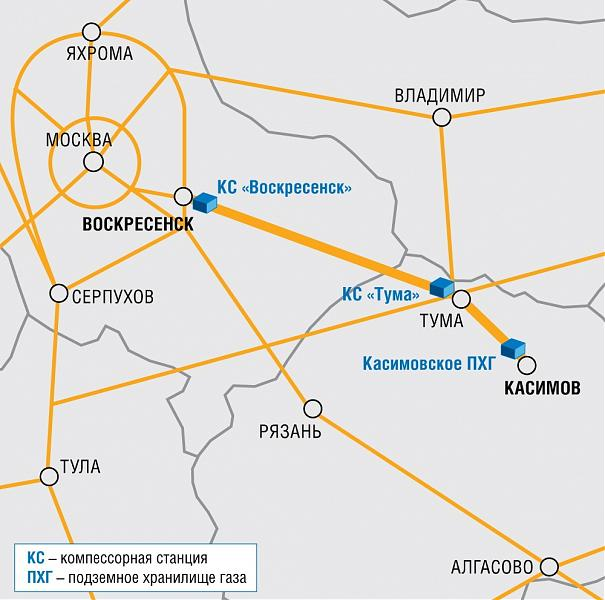 ЯХРОМА
ВЛАДИМИР
МОСКВА
КС «Воскресенск»
ВОСКРЕСЕНСК
КС «Тума»
СЕРПУХОВ
ТУМА
Касимовское ПХГ
КАСИМОВ
РЯЗАНЬ
ТУЛА
КС – компрессорная станция
ПХГ – подземное хранилище газа
АЛГАСОВО